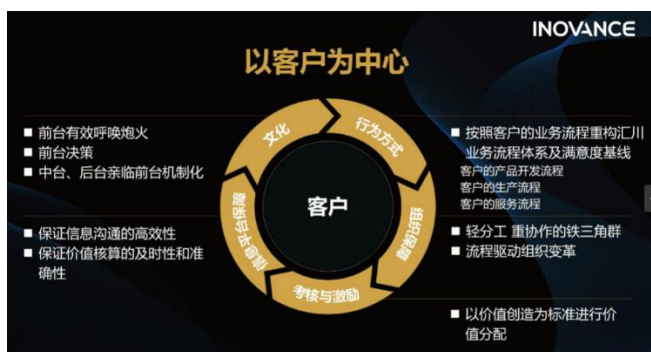 INOVANCE
以客户为中心
■ 前台有效呼唤炮火
■ 前台决策
■ 中台、后台亲临前台机制化
■ 保证信息沟通的高效性
■ 保证价值核算的及时性和准
确性
文化
行为方式
组织保障
考核与激励
信息平台保障
客户
■ 按照客户的业务流程重构汇川
业务流程体系及满意度基线
客户的产品开发流程
客户的生产流程
客户的服务流程
■ 轻分工 重协作的铁三角群
■ 流程驱动组织变革
■ 以价值创造为标准进行价
值分配